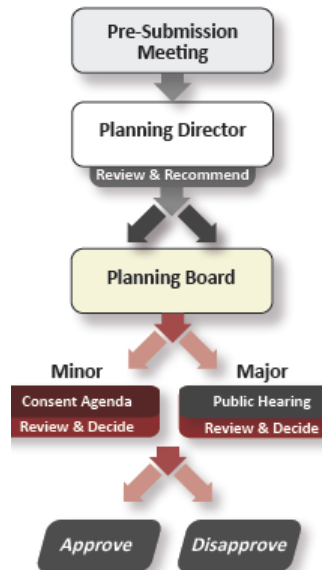 Pre-Submission
Meeting
Planning Director
Review & Recommend
Planning Board
Minor
Major
Consent Agenda
Public Hearing
Review & Decide
Review & Decide
Approve
Disapprove